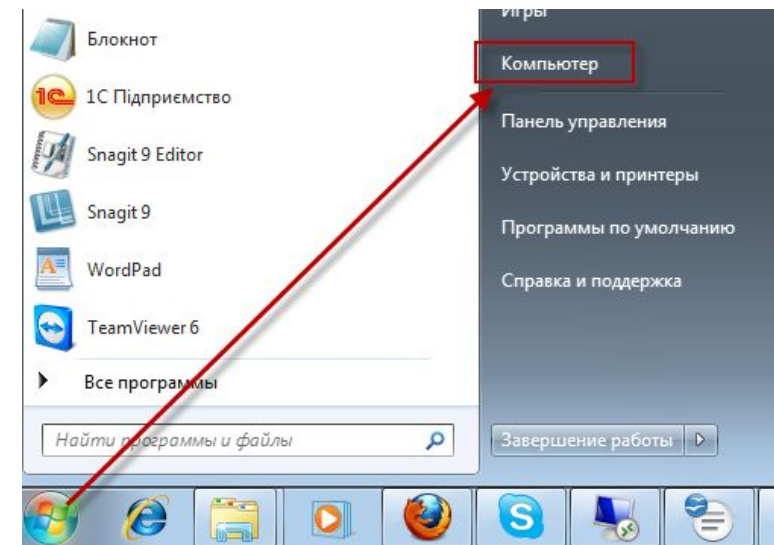 Блокнот
1С Підприємство
Snagit 9 Editor
Snagit 9
WordPad
TeamViewer 6
Все программы
Найти программы и файлы
Игры
Компьютер
Панель управления
Устройства и принтеры
Программы по умолчанию
Справка и поддержка
Завершение работы